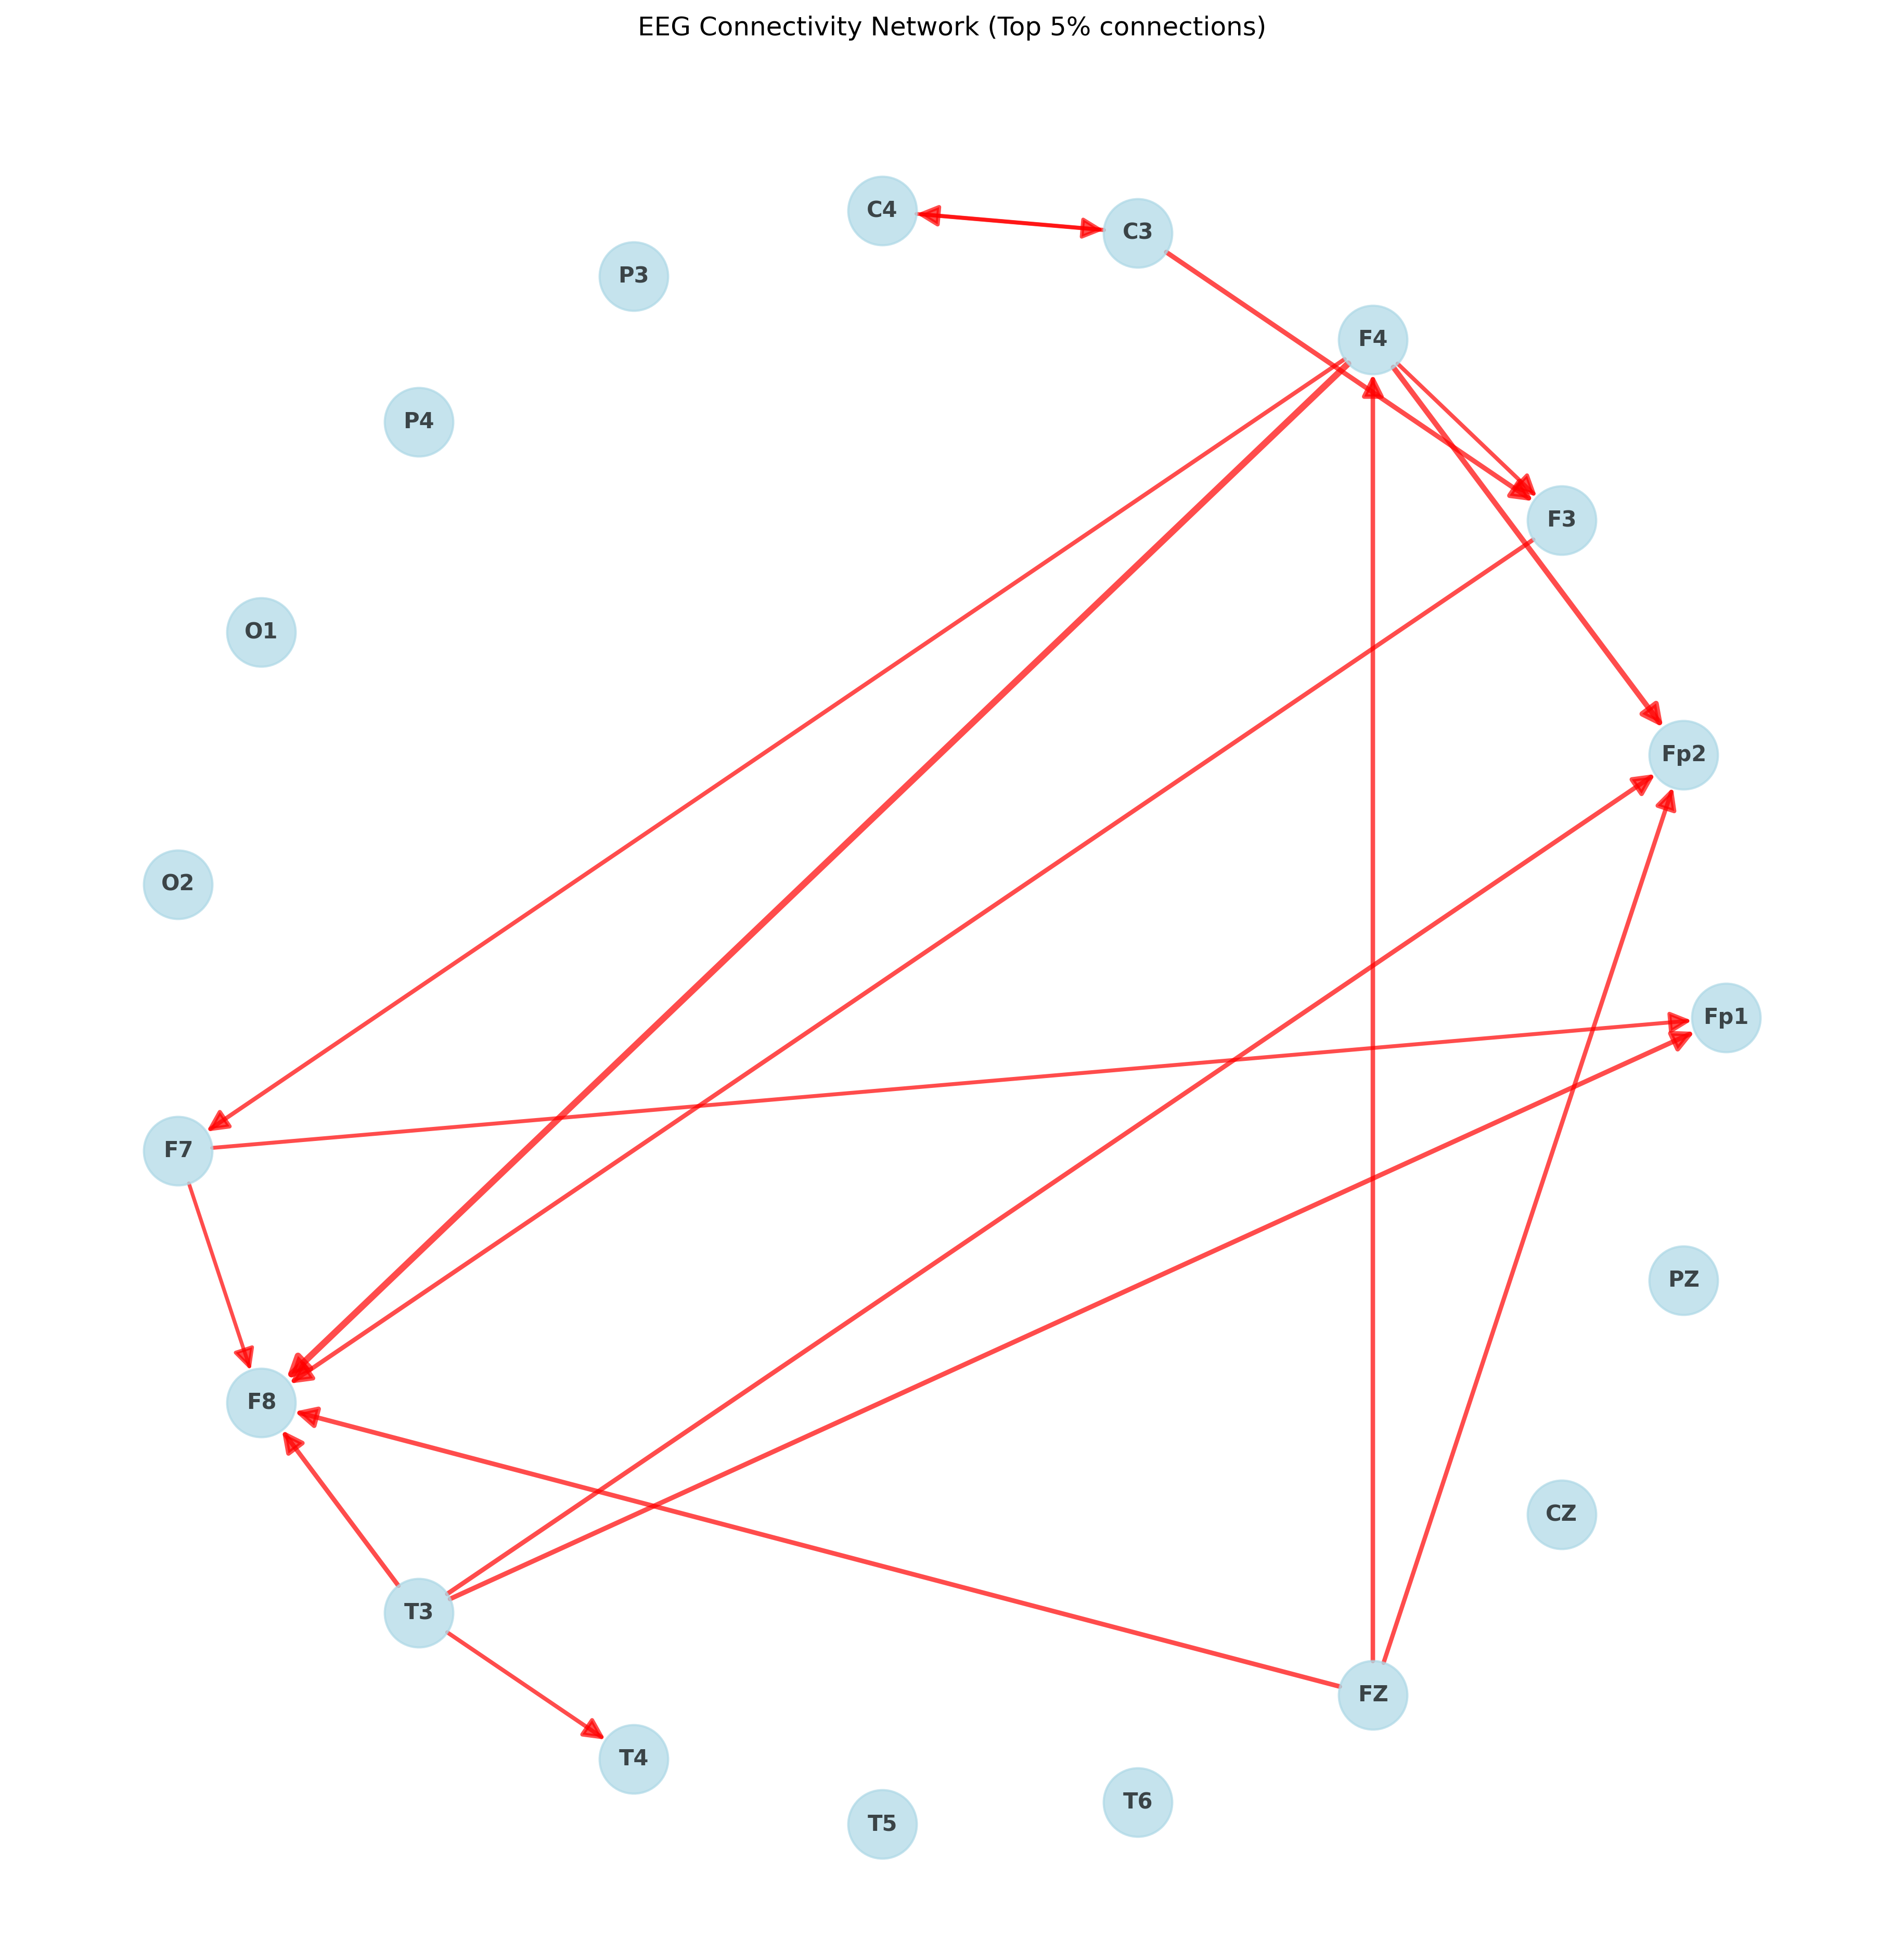 EEG Connectivity Network (Top 5% connections)
C4
C3
P3
F4
P4
F3
O1
Fp2
O2
Fp1
F7
PZ
F8
CZ
T3
FZ
T4
T6
T5